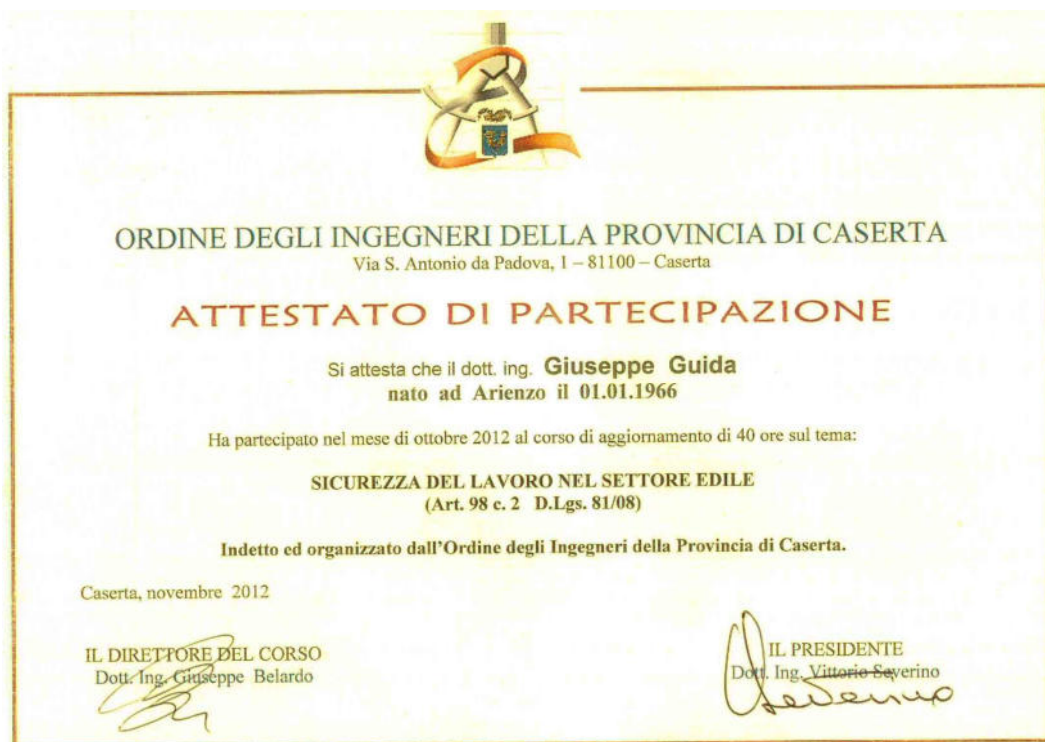 ORDINE DEGLI INGEGNERI DELLA PROVINCIA DI CASERTA
Via S. Antonio da Padova, 1 – 81100 – Caserta
ATTESTATO DI PARTECIPAZIONE
Si attesta che il dott. ing. Giuseppe Guida
nato ad Arienzo il 01.01.1966
Ha partecipato nel mese di ottobre 2012 al corso di aggiornamento di 40 ore sul tema:
SICUREZZA DEL LAVORO NEL SETTORE EDILE
(Art. 98 c. 2 D.Lgs. 81/08)
Indetto ed organizzato dall'Ordine degli Ingegneri della Provincia di Caserta.
Caserta, novembre 2012
IL DIRETTORE DEL CORSO
Dott. Ing. Giuseppe Belardo
IL PRESIDENTE
Dott. Ing. Vittorio Severino